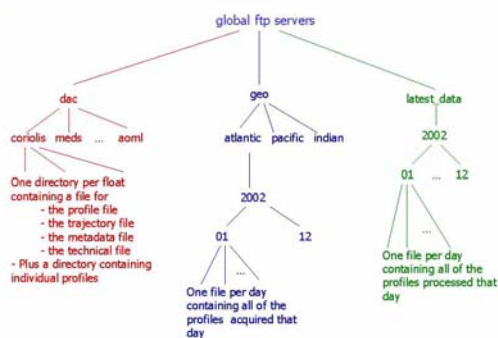 global ftp servers
dac
geo
latest_data
coriolis meds ... aoml
atlantic pacific indian
2002
One directory per float
containing a file for
- the profile file
- the trajectory file
- the metadata file
- the technical file
- Plus a directory containing
individual profiles
2002
01 12
...
One file per day
containing all of the
profiles acquired that
day
01 ... 12
...
One file per day
containing all of the
profiles processed that
day